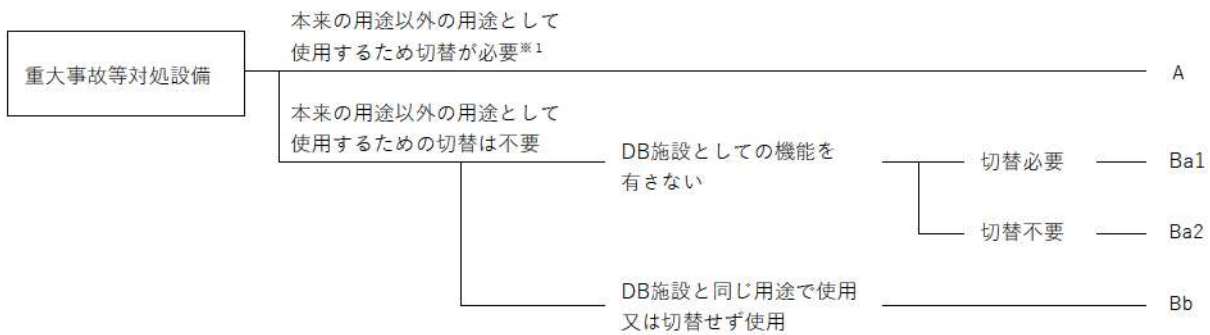 本来の用途以外の用途として
使用するため切替が必要※1
重大事故等対処設備
A
本来の用途以外の用途として
使用するための切替は不要
DB施設としての機能を
有さない
切替必要
Ba1
切替不要
Ba2
DB施設と同じ用途で使用
又は切替せず使用
Bb